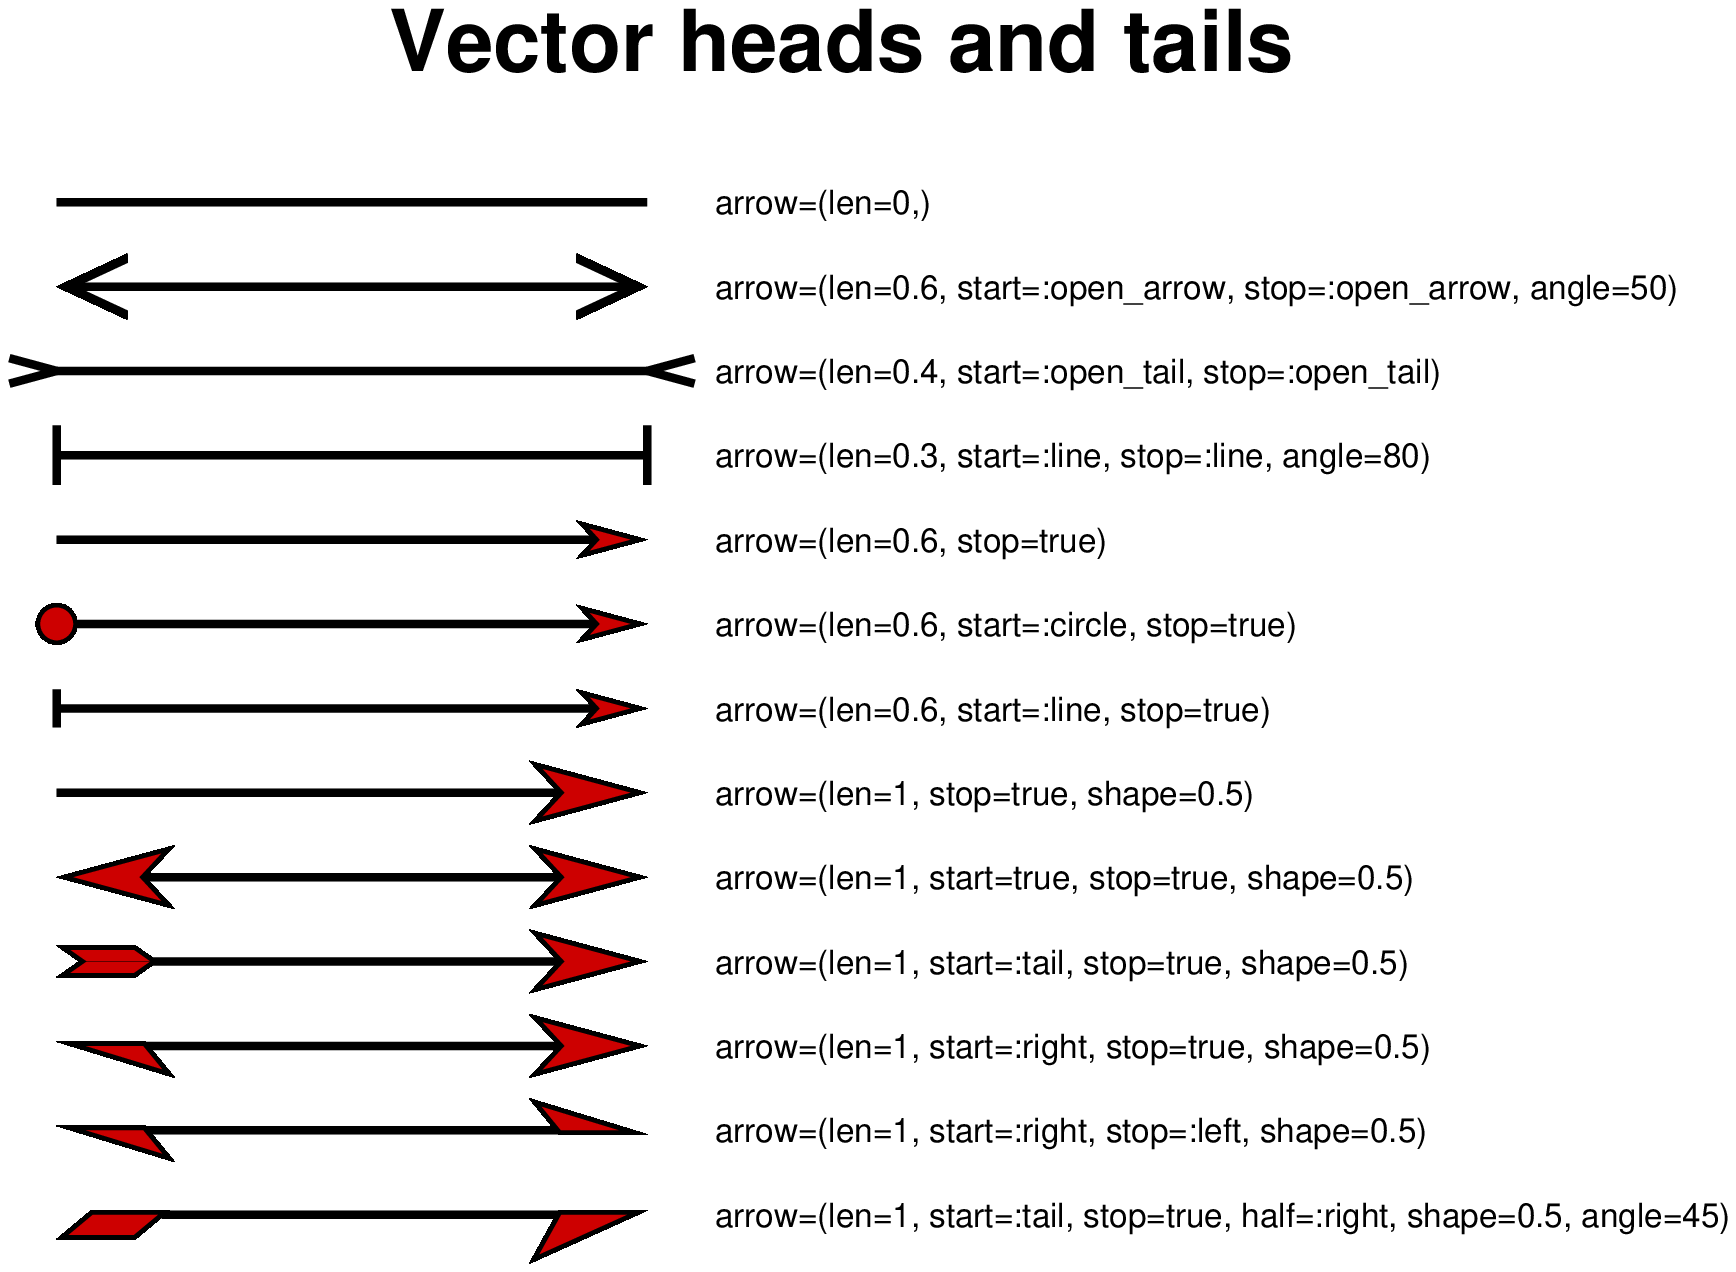 Vector heads and tails
arrow=(len=0,)
arrow=(len=0.6, start=:open_arrow, stop=:open_arrow, angle=50)
arrow=(len=0.4, start=:open_tail, stop=:open_tail)
arrow=(len=0.3, start=:line, stop=:line, angle=80)
arrow=(len=0.6, stop=true)
arrow=(len=0.6, start=:circle, stop=true)
arrow=(len=0.6, start=:line, stop=true)
arrow=(len=1, stop=true, shape=0.5)
arrow=(len=1, start=true, stop=true, shape=0.5)
arrow=(len=1, start=:tail, stop=true, shape=0.5)
arrow=(len=1, start=:right, stop=true, shape=0.5)
arrow=(len=1, start=:right, stop=:left, shape=0.5)
arrow=(len=1, start=:tail, stop=true, half=:right, shape=0.5, angle=45)